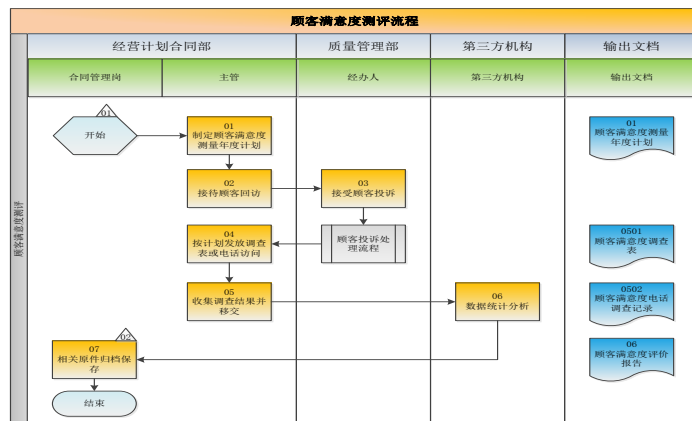 顾客满意度测评流程
经营计划合同部
质量管理部
第三方机构
输出文档
合同管理岗
主管
经办人
第三方机构
输出文档
顾客满意度测评
01
开始
01
制定顾客满意度
测量年度计划
01
顾客满意度测量
年度计划
02
接待顾客回访
03
接受顾客投诉
04
按计划发放调查
表或电话访问
顾客投诉处
理流程
0501
顾客满意度调查
表
05
收集调查结果并
移交
06
数据统计分析
0502
顾客满意度电话
调查记录
02
07
相关原件归档保
存
06
顾客满意度评价
报告
结束